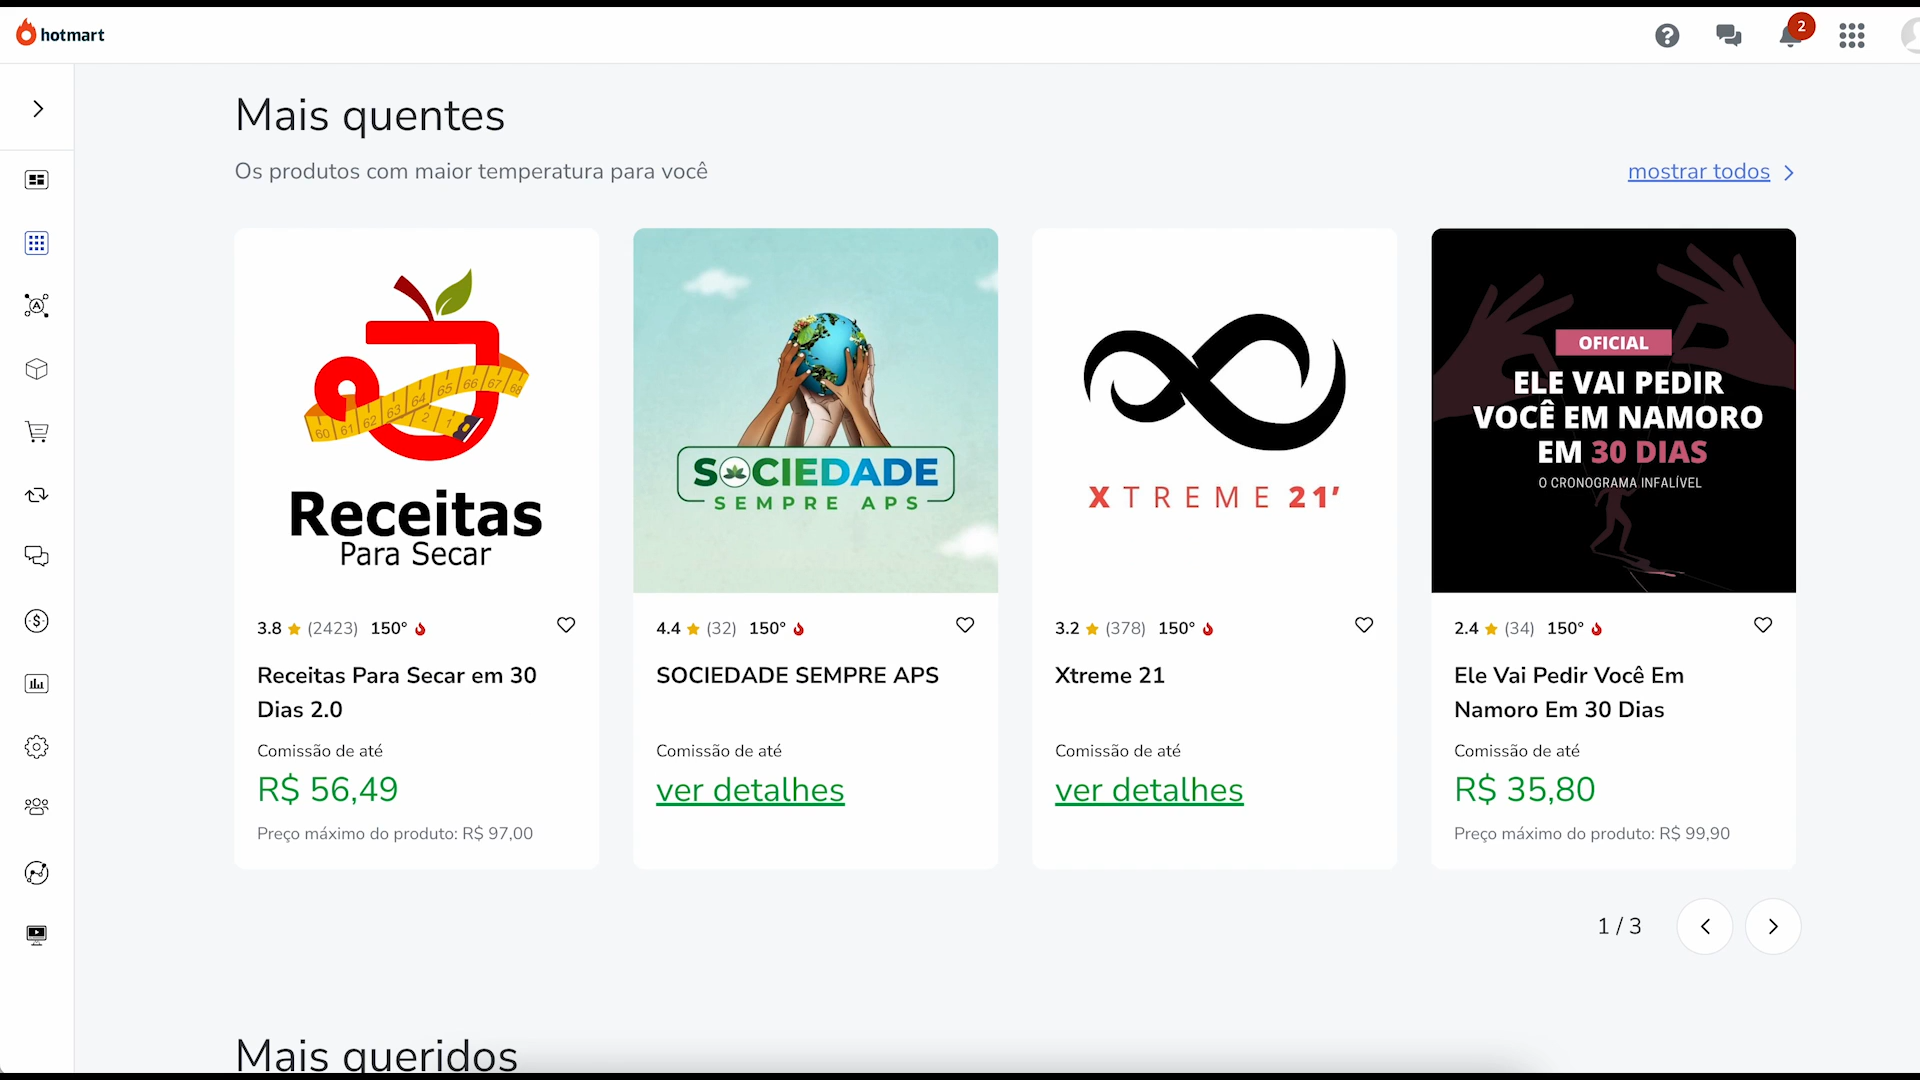 hotmart
2
Mais quentes
Os produtos com maior temperatura para você
mostrar todos
60 61 62 63 64 65 66 67 68
2 1
Receitas
Para Secar
SOCIEDADE
SEMPRE APS
XTREME 21'
OFICIAL
ELE VAI PEDIR
VOCÊ EM NAMORO
EM 30 DIAS
O CRONOGRAMA INFALÍVEL
3.8 (2423) 150°
4.4 (32) 150°
3.2 (378) 150°
2.4 (34) 150°
Receitas Para Secar em 30
Dias 2.0
SOCIEDADE SEMPRE APS
Xtreme 21
Ele Vai Pedir Você Em
Namoro Em 30 Dias
Comissão de até
R$ 56,49
Preço máximo do produto: R$ 97,00
Comissão de até
ver detalhes
Comissão de até
ver detalhes
Comissão de até
R$ 35,80
Preço máximo do produto: R$ 99,90
1 / 3
Mais queridos